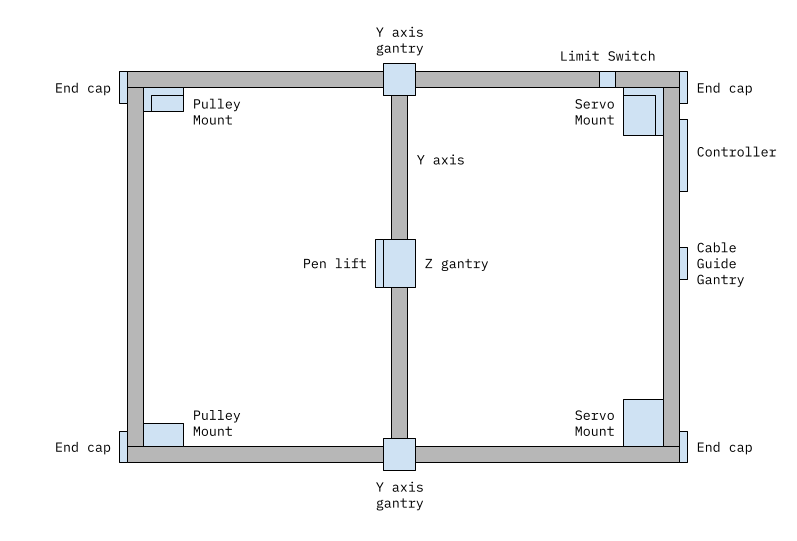 Y axis
gantry
Limit Switch
End cap
End cap
Pulley
Mount
Servo
Mount
Controller
Y axis
Pen lift
Z gantry
Cable
Guide
Gantry
Pulley
Mount
Servo
Mount
End cap
End cap
Y axis
gantry